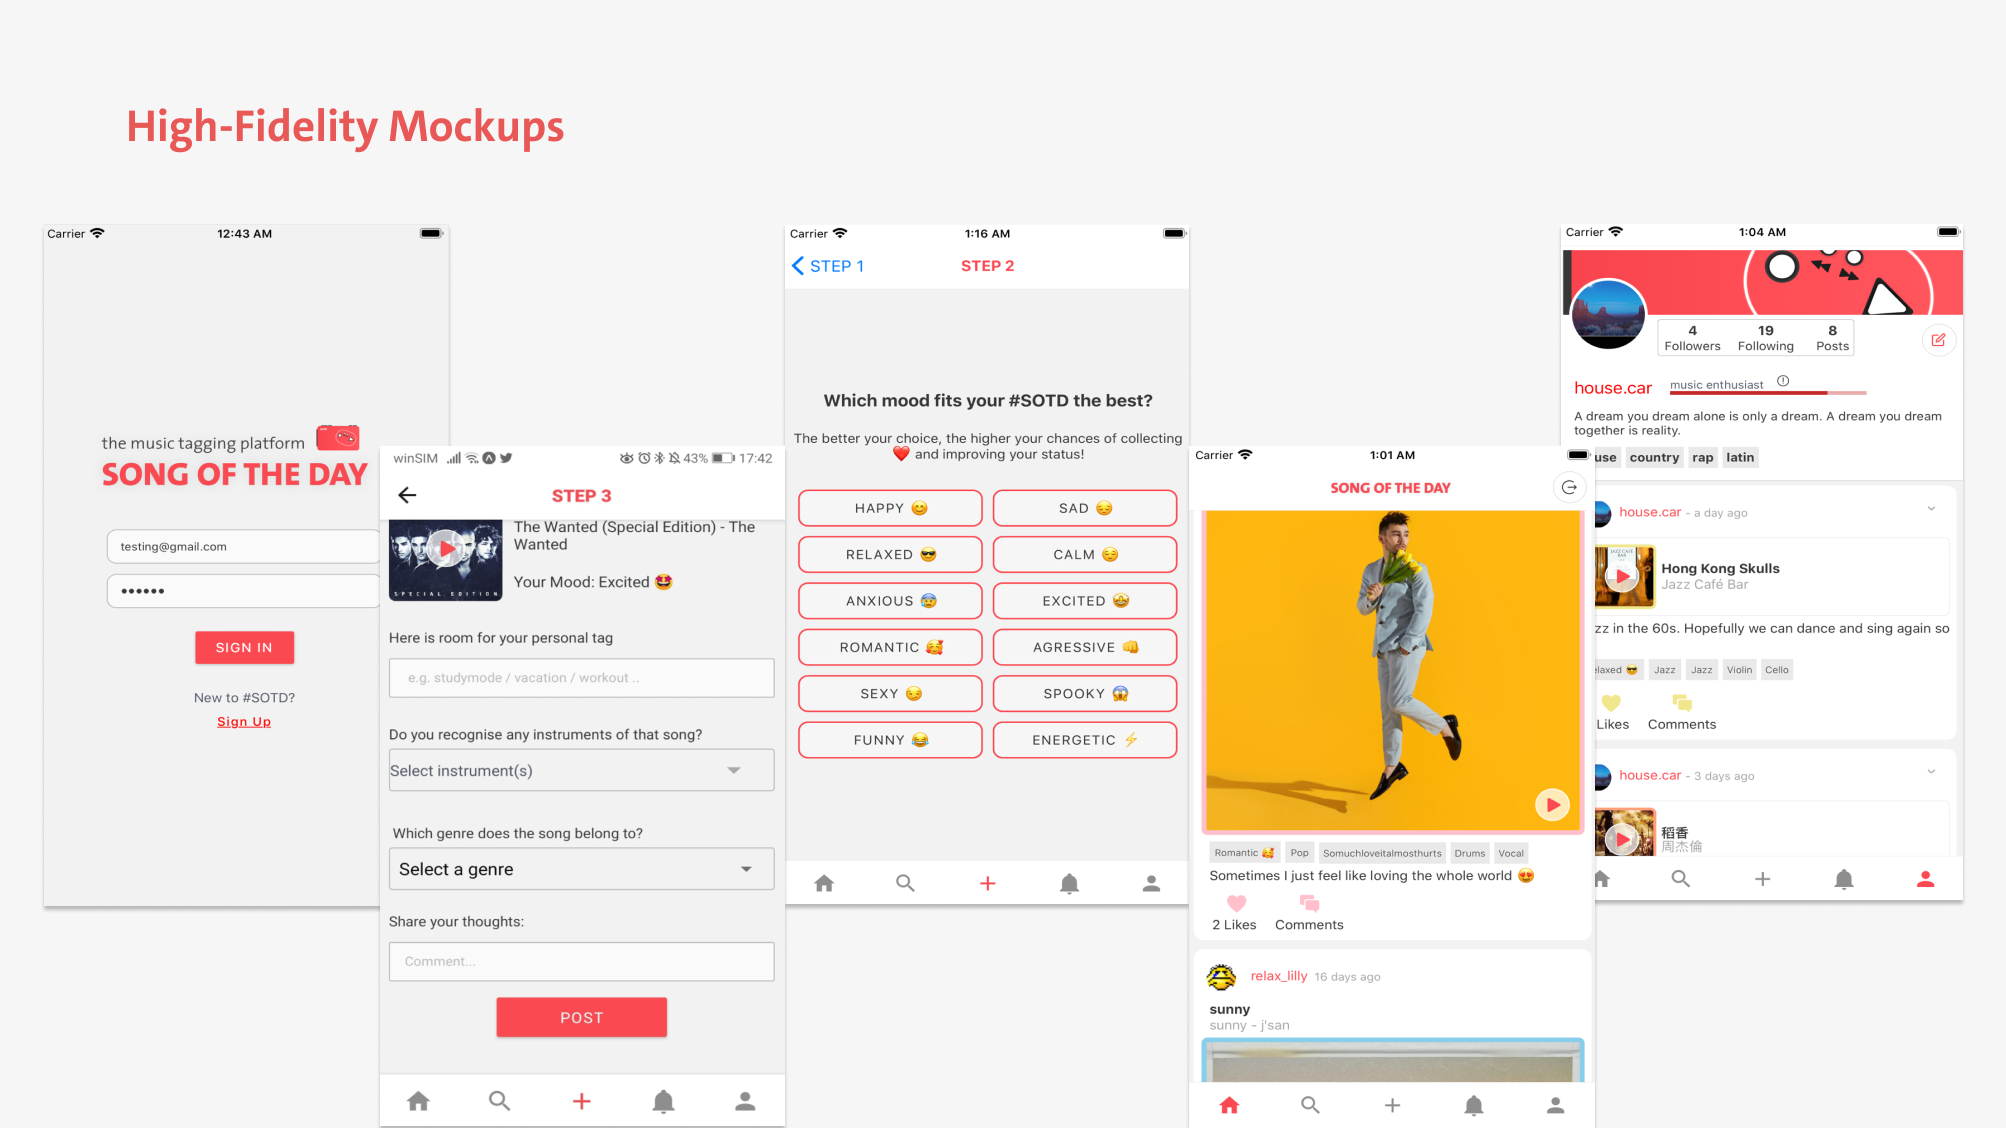 High-Fidelity Mockups
Carrier 12:43 AM
the music tagging platform
SONG OF THE DAY
testing@gmail.com
••••••
SIGN IN
New to #SOTD?
Sign Up
winSIM 43% 17:42
STEP 3
The Wanted (Special Edition) - The
Wanted
Your Mood: Excited 🤩
SPECIAL EDITION
Here is room for your personal tag
e.g. studymode / vacation / workout ..
Do you recognise any instruments of that song?
Select instrument(s)
Which genre does the song belong to?
Select a genre
Share your thoughts:
Comment...
POST
Carrier 1:16 AM
STEP 1 STEP 2
Which mood fits your #SOTD the best?
The better your choice, the higher your chances of collecting
❤️ and improving your status!
HAPPY 😊 SAD 😔
RELAXED 😎 CALM 😌
ANXIOUS 😰 EXCITED 🤩
ROMANTIC 🥰 AGRESSIVE 👊
SEXY 😏 SPOOKY 😱
FUNNY 😂 ENERGETIC ⚡
Carrier 1:01 AM
SONG OF THE DAY
Romantic 🥰 Pop Somuchloveitalmosthurts Drums Vocal
Sometimes I just feel like loving the whole world 😍
2 Likes Comments
relax_lilly 16 days ago
sunny
sunny - j'san
Carrier 1:04 AM
4 19 8
Followers Following Posts
house.car music enthusiast
A dream you dream alone is only a dream. A dream you dream
together is reality.
use country rap latin
house.car - a day ago
JAZZ CAFÉ
BAR
Hong Kong Skulls
Jazz Café Bar
zz in the 60s. Hopefully we can dance and sing again so
elaxed 😎 Jazz Jazz Violin Cello
Likes Comments
house.car - 3 days ago
稻香
周杰倫